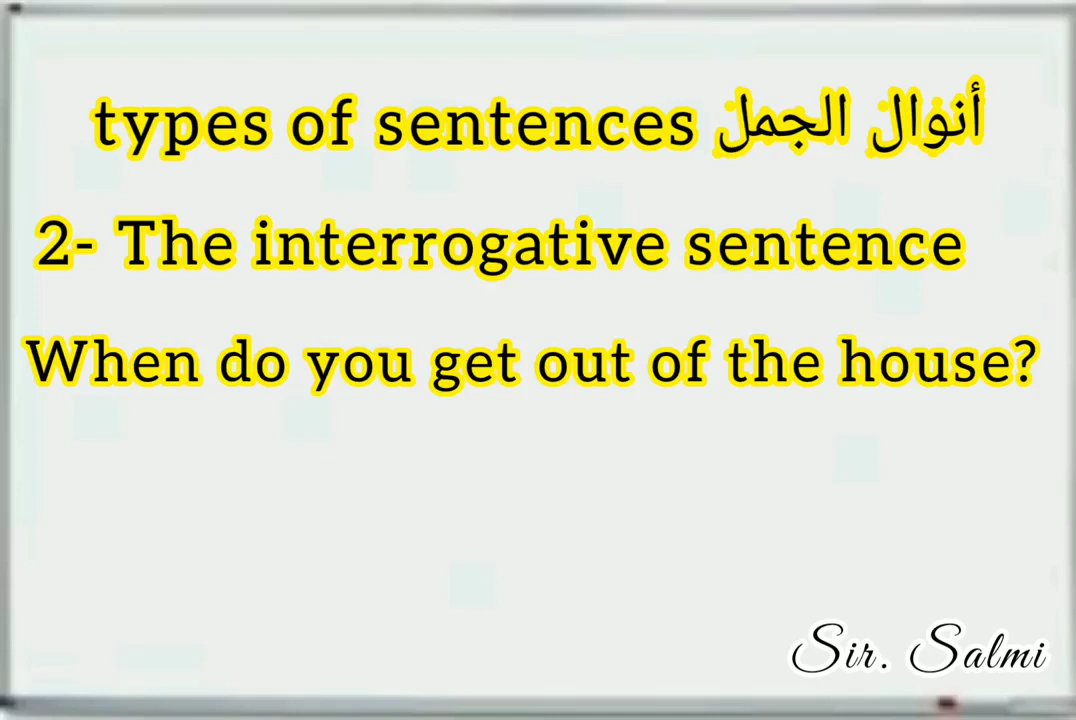 types of sentences أنوال الجمل
2- The interrogative sentence
When do you get out of the house?
Sir. Salmi